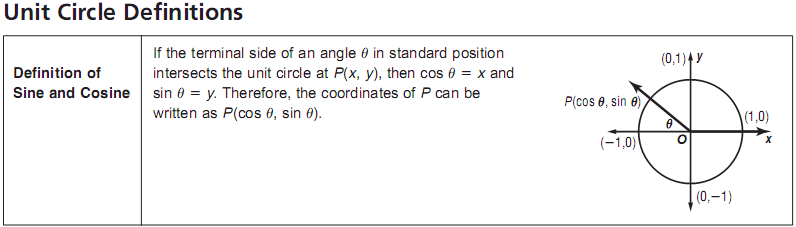 Unit Circle Definitions
Definition of
Sine and Cosine
If the terminal side of an angle θ in standard position
intersects the unit circle at P(x, y), then cos θ = x and
sin θ = y. Therefore, the coordinates of P can be
written as P(cos θ, sin θ).
(0,1) y
P(cos θ, sin θ)
(1,0)
θ
(−1,0)
O
x
(0,−1)